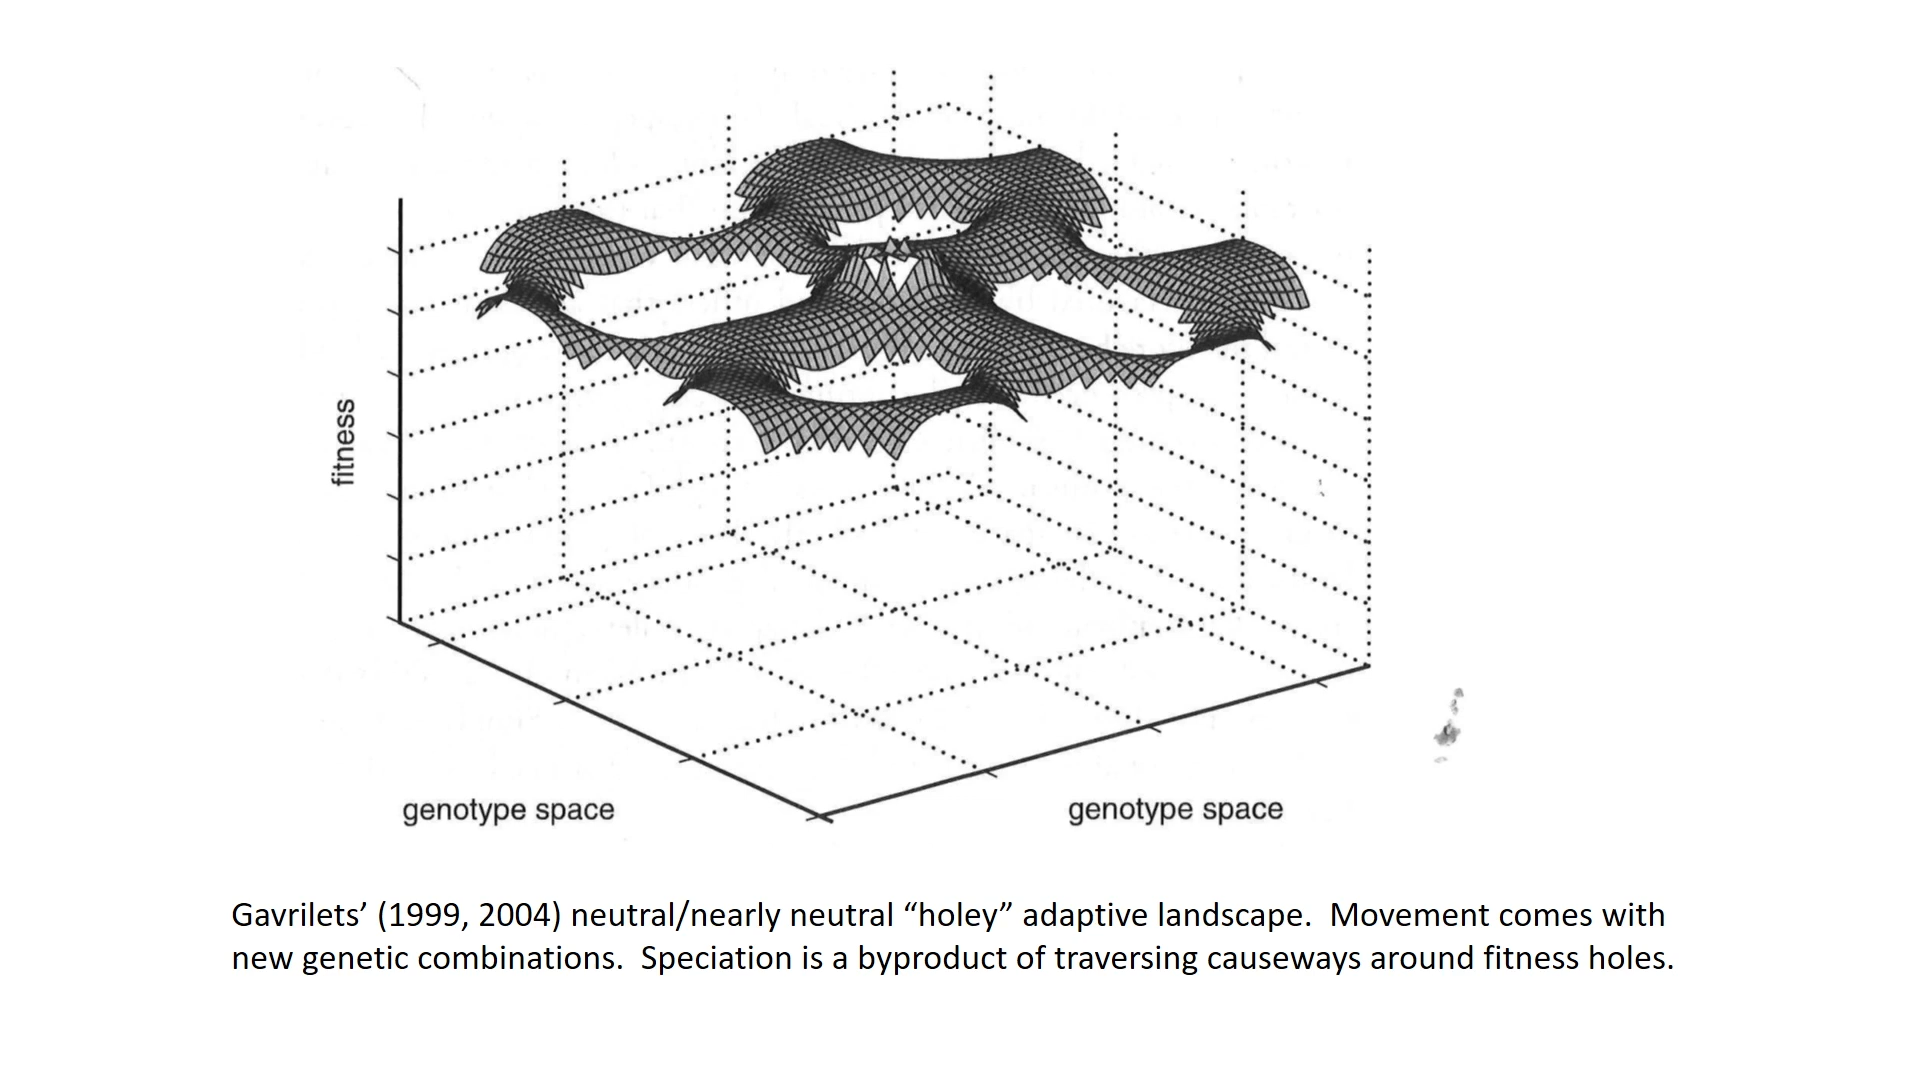 fitness
genotype space
genotype space
Gavrilets’ (1999, 2004) neutral/nearly neutral “holey” adaptive landscape.  Movement comes with
new genetic combinations.  Speciation is a byproduct of traversing causeways around fitness holes.